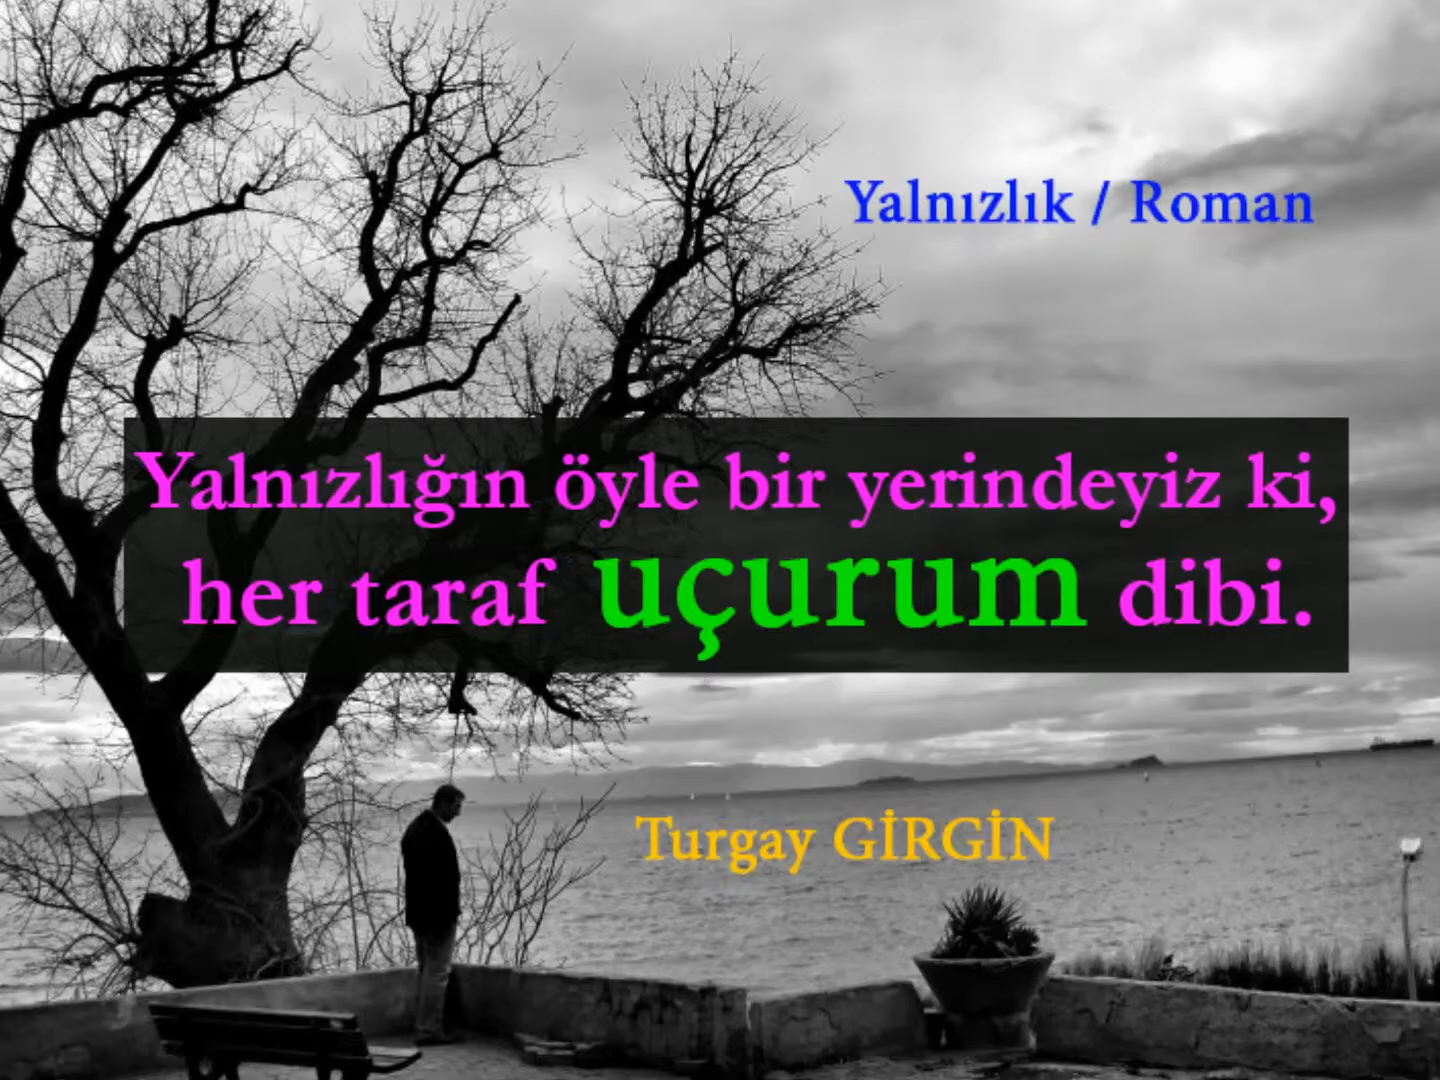 Yalnızlık / Roman
Yalnızlığın öyle bir yerindeyiz ki,
her taraf uçurum dibi.
Turgay GİRGİN